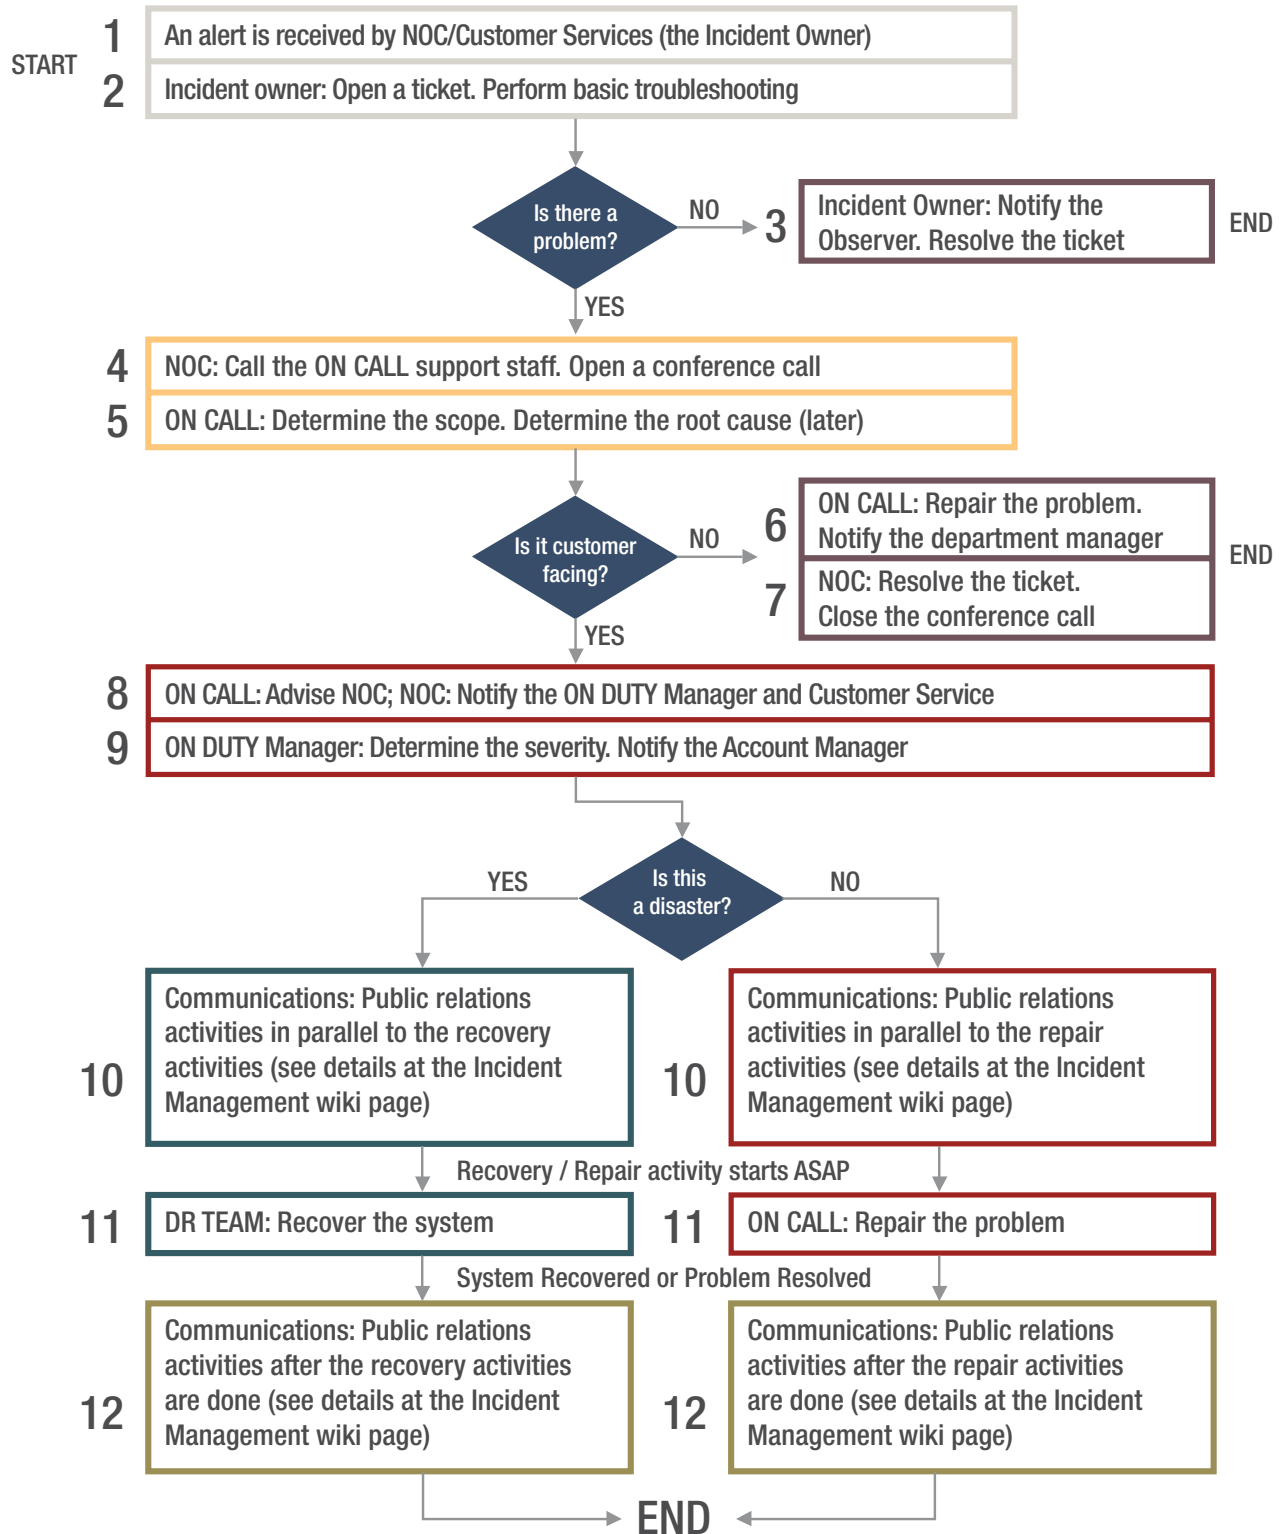 START
1
An alert is received by NOC/Customer Services (the Incident Owner)
2
Incident owner: Open a ticket. Perform basic troubleshooting
Is there a
problem?
NO
3
Incident Owner: Notify the
Observer. Resolve the ticket
END
YES
4
NOC: Call the ON CALL support staff. Open a conference call
5
ON CALL: Determine the scope. Determine the root cause (later)
Is it customer
facing?
NO
6
ON CALL: Repair the problem.
Notify the department manager
7
NOC: Resolve the ticket.
Close the conference call
END
YES
8
ON CALL: Advise NOC; NOC: Notify the ON DUTY Manager and Customer Service
9
ON DUTY Manager: Determine the severity. Notify the Account Manager
Is this
a disaster?
YES
NO
10
Communications: Public relations
activities in parallel to the recovery
activities (see details at the Incident
Management wiki page)
10
Communications: Public relations
activities in parallel to the repair
activities (see details at the Incident
Management wiki page)
Recovery / Repair activity starts ASAP
11
DR TEAM: Recover the system
11
ON CALL: Repair the problem
System Recovered or Problem Resolved
12
Communications: Public relations
activities after the recovery activities
are done (see details at the Incident
Management wiki page)
12
Communications: Public relations
activities after the repair activities
are done (see details at the Incident
Management wiki page)
END